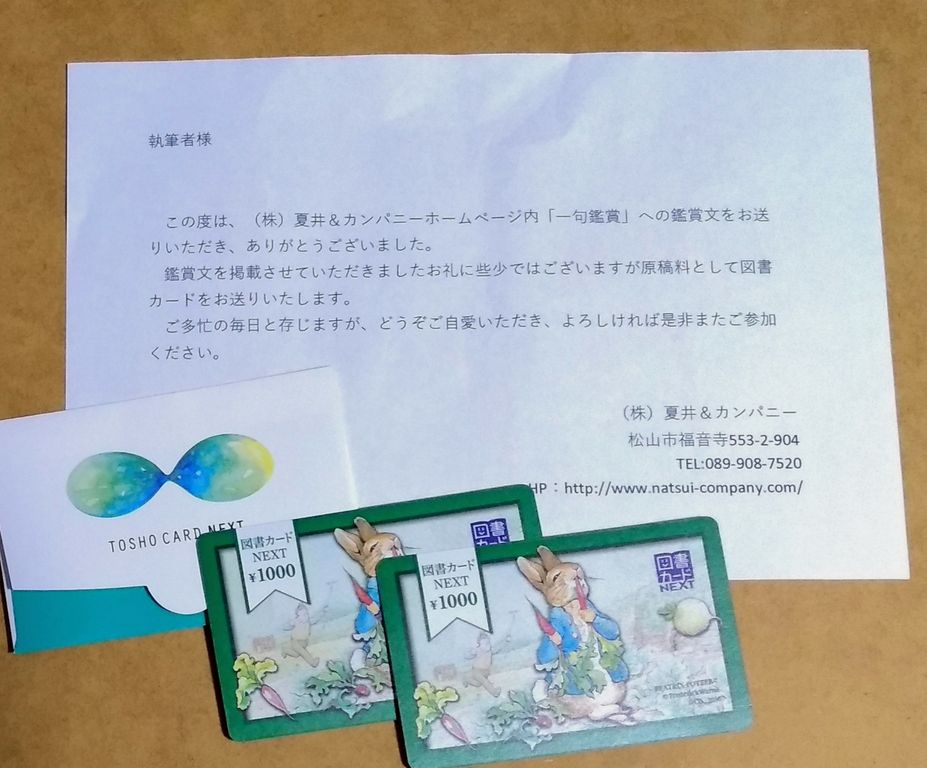 執筆者様
この度は、（株）夏井＆カンパニーホームページ内「一句鑑賞」への鑑賞文をお送
りいただき、ありがとうございました。
鑑賞文を掲載させていただきましたお礼に些少ではございますが原稿料として図書
カードをお送りいたします。
ご多忙の毎日と存じますが、どうぞご自愛いただき、よろしければ是非またご参加
ください。
（株）夏井＆カンパニー
松山市福音寺553-2-904
TEL:089-908-7520
HP：http://www.natsui-company.com/
TOSHO CARD NEXT
図書カード
NEXT
¥1000
図書
カード
図書カード
NEXT
¥1000
図書
カード
NEXT
BEATRIX POTTER™